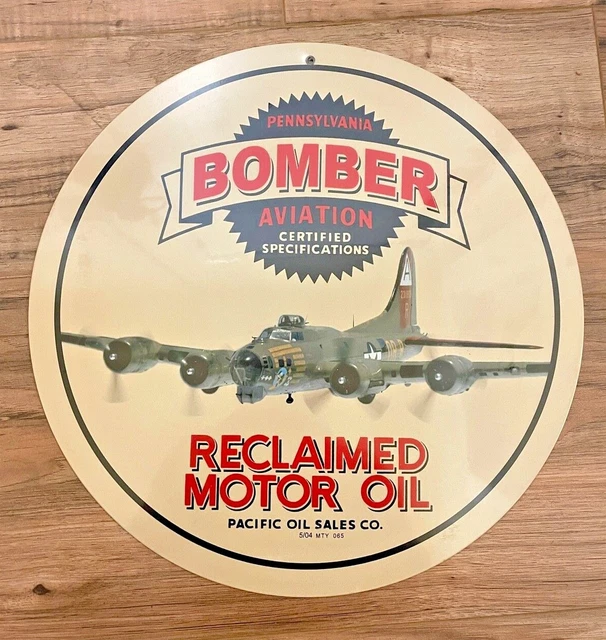 PENNSYLVANIA
BOMBER
AVIATION
CERTIFIED
SPECIFICATIONS
RECLAIMED
MOTOR OIL
PACIFIC OIL SALES CO.
5/04 MTY 065